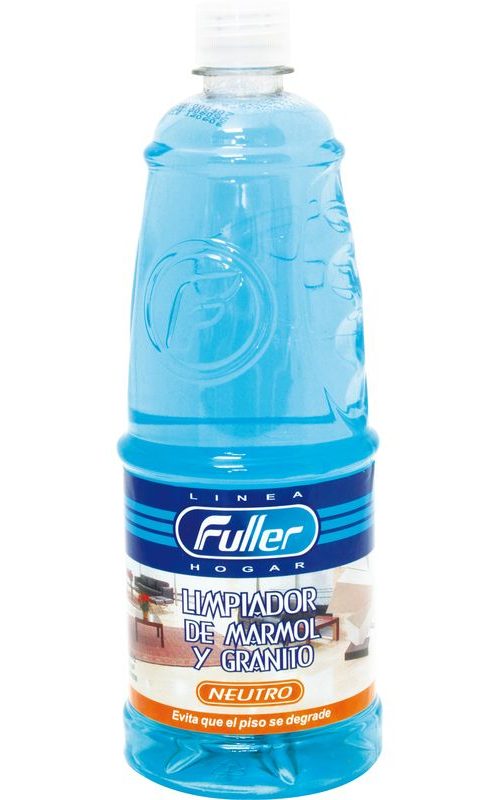 LINEA
Fuller
HOGAR
LIMPIADOR
DE MARMOL
Y GRANITO
NEUTRO
Evita que el piso se degrade